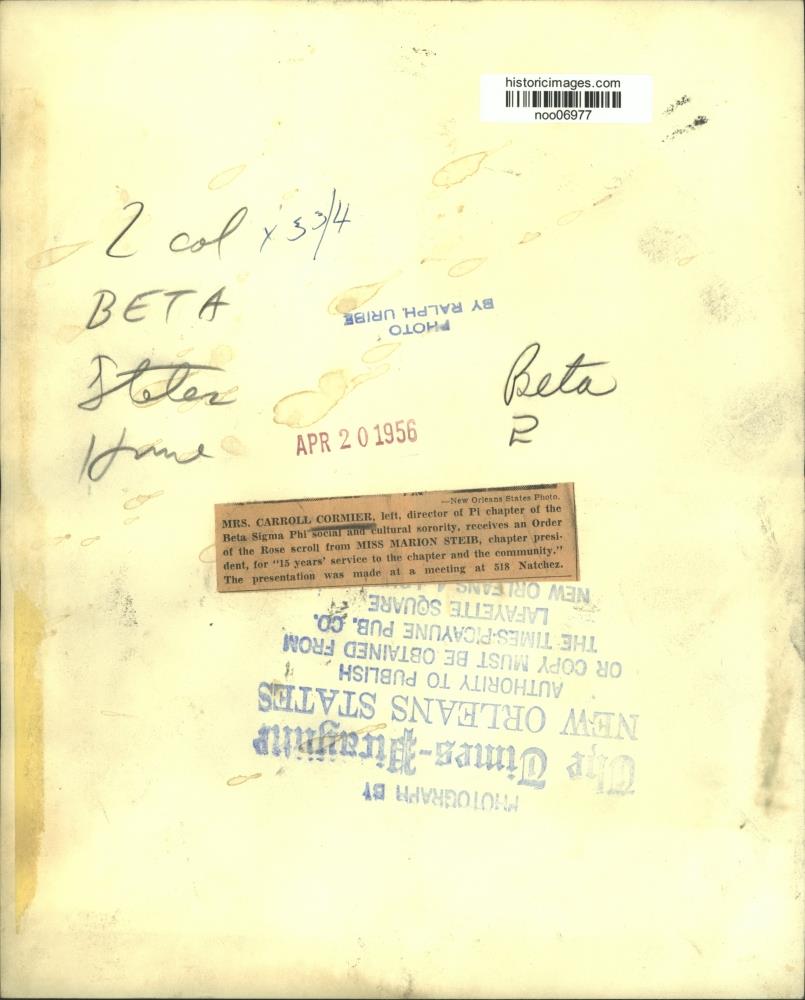 historicimages.com
noo06977
2 col x 3 3/4
BETA
PHOTO
BY RALPH. URIBE
States
Beta
2
APR 20 1956
—New Orleans States Photo.
MRS. CARROLL CORMIER, left, director of Pi chapter of the
Beta Sigma Phi social and cultural sorority, receives an Order
of the Rose scroll from MISS MARION STEIB, chapter presi-
dent, for "15 years' service to the chapter and the community."
The presentation was made at a meeting at 518 Natchez.
PHOTOGRAPH BY
The Times-Picayune
NEW ORLEANS STATES
AUTHORITY TO PUBLISH
OR COPY MUST BE OBTAINED FROM
THE TIMES-PICAYUNE PUB. CO.
LAFAYETTE SQUARE
NEW ORLEANS